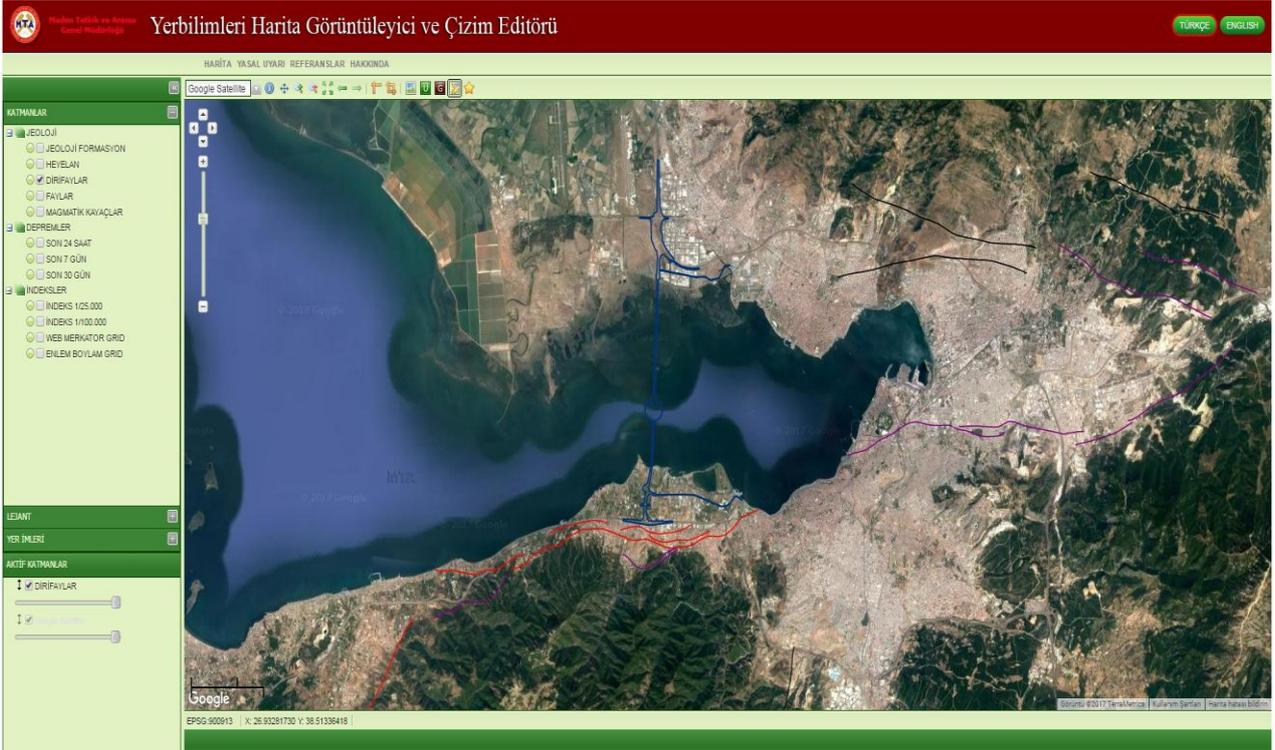 MTA
Maden Tetkik ve Arama
Genel Müdürlüğü
Yerbilimleri Harita Görüntüleyici ve Çizim Editörü
TÜRKÇE ENGLISH
HARİTA YASAL UYARI REFERANSLAR HAKKINDA
Google Satellite
KATMANLAR
JEOLOJİ
JEOLOJİ FORMASYON
HEYELAN
DİRİFAYLAR
FAYLAR
MAGMATİK KAYAÇLAR
DEPREMLER
SON 24 SAAT
SON 7 GÜN
SON 30 GÜN
İNDEKSLER
İNDEKS 1/25.000
İNDEKS 1/100.000
WEB MERKATOR GRID
ENLEM BOYLAM GRID
LEJANT
YER İMLERİ
AKTİF KATMANLAR
DİRİFAYLAR
© 2017 Google
© 2017 Google
© 2017 Google
© 2017 Google
Google
Görüntü ©2017 TerraMetrics Kullanım Şartları Harita hatası bildirin
EPSG:900913 X: 26.93281730 Y: 38.51336418